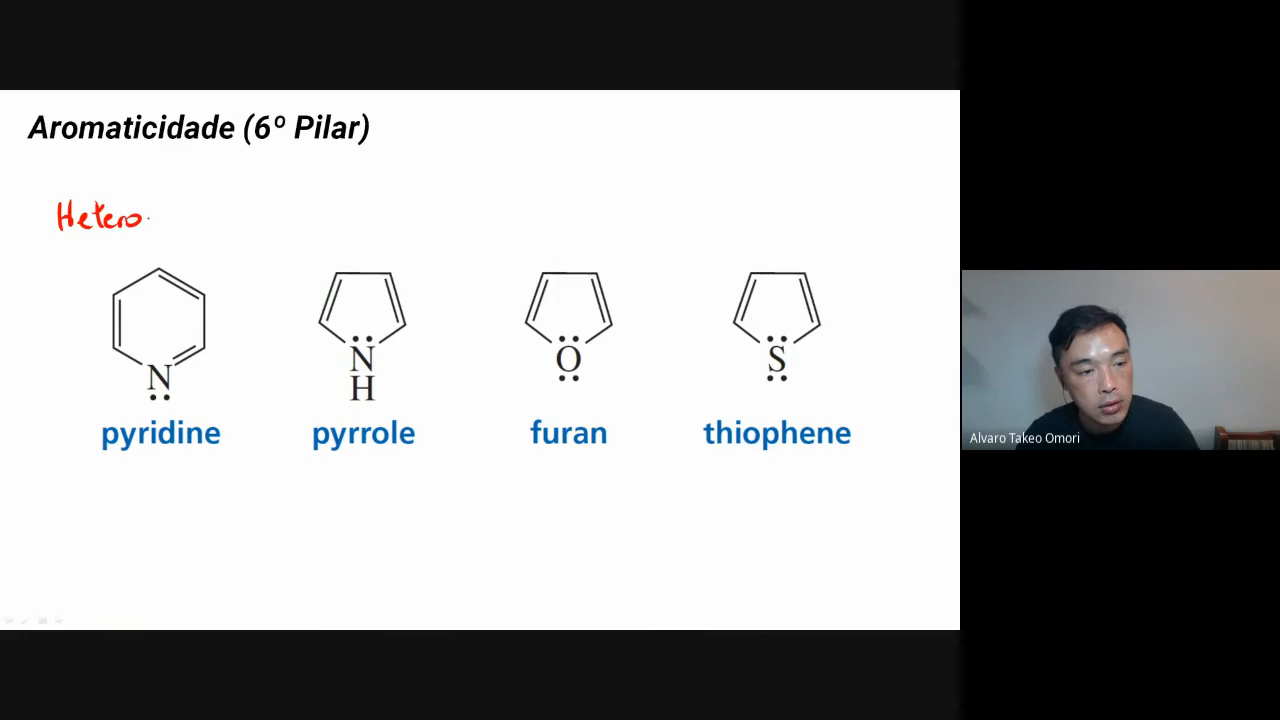 Aromaticidade (6º Pilar)
Hetero
N
N
H
O
S
pyridine pyrrole furan thiophene
Alvaro Takeo Omori